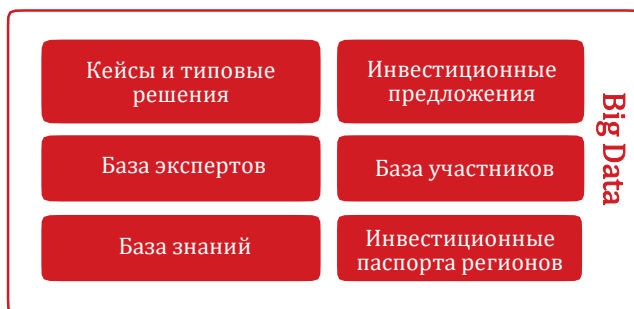 Кейсы и типовые
решения
Инвестиционные
предложения
База экспертов
База участников
База знаний
Инвестиционные
паспорта регионов
Big Data